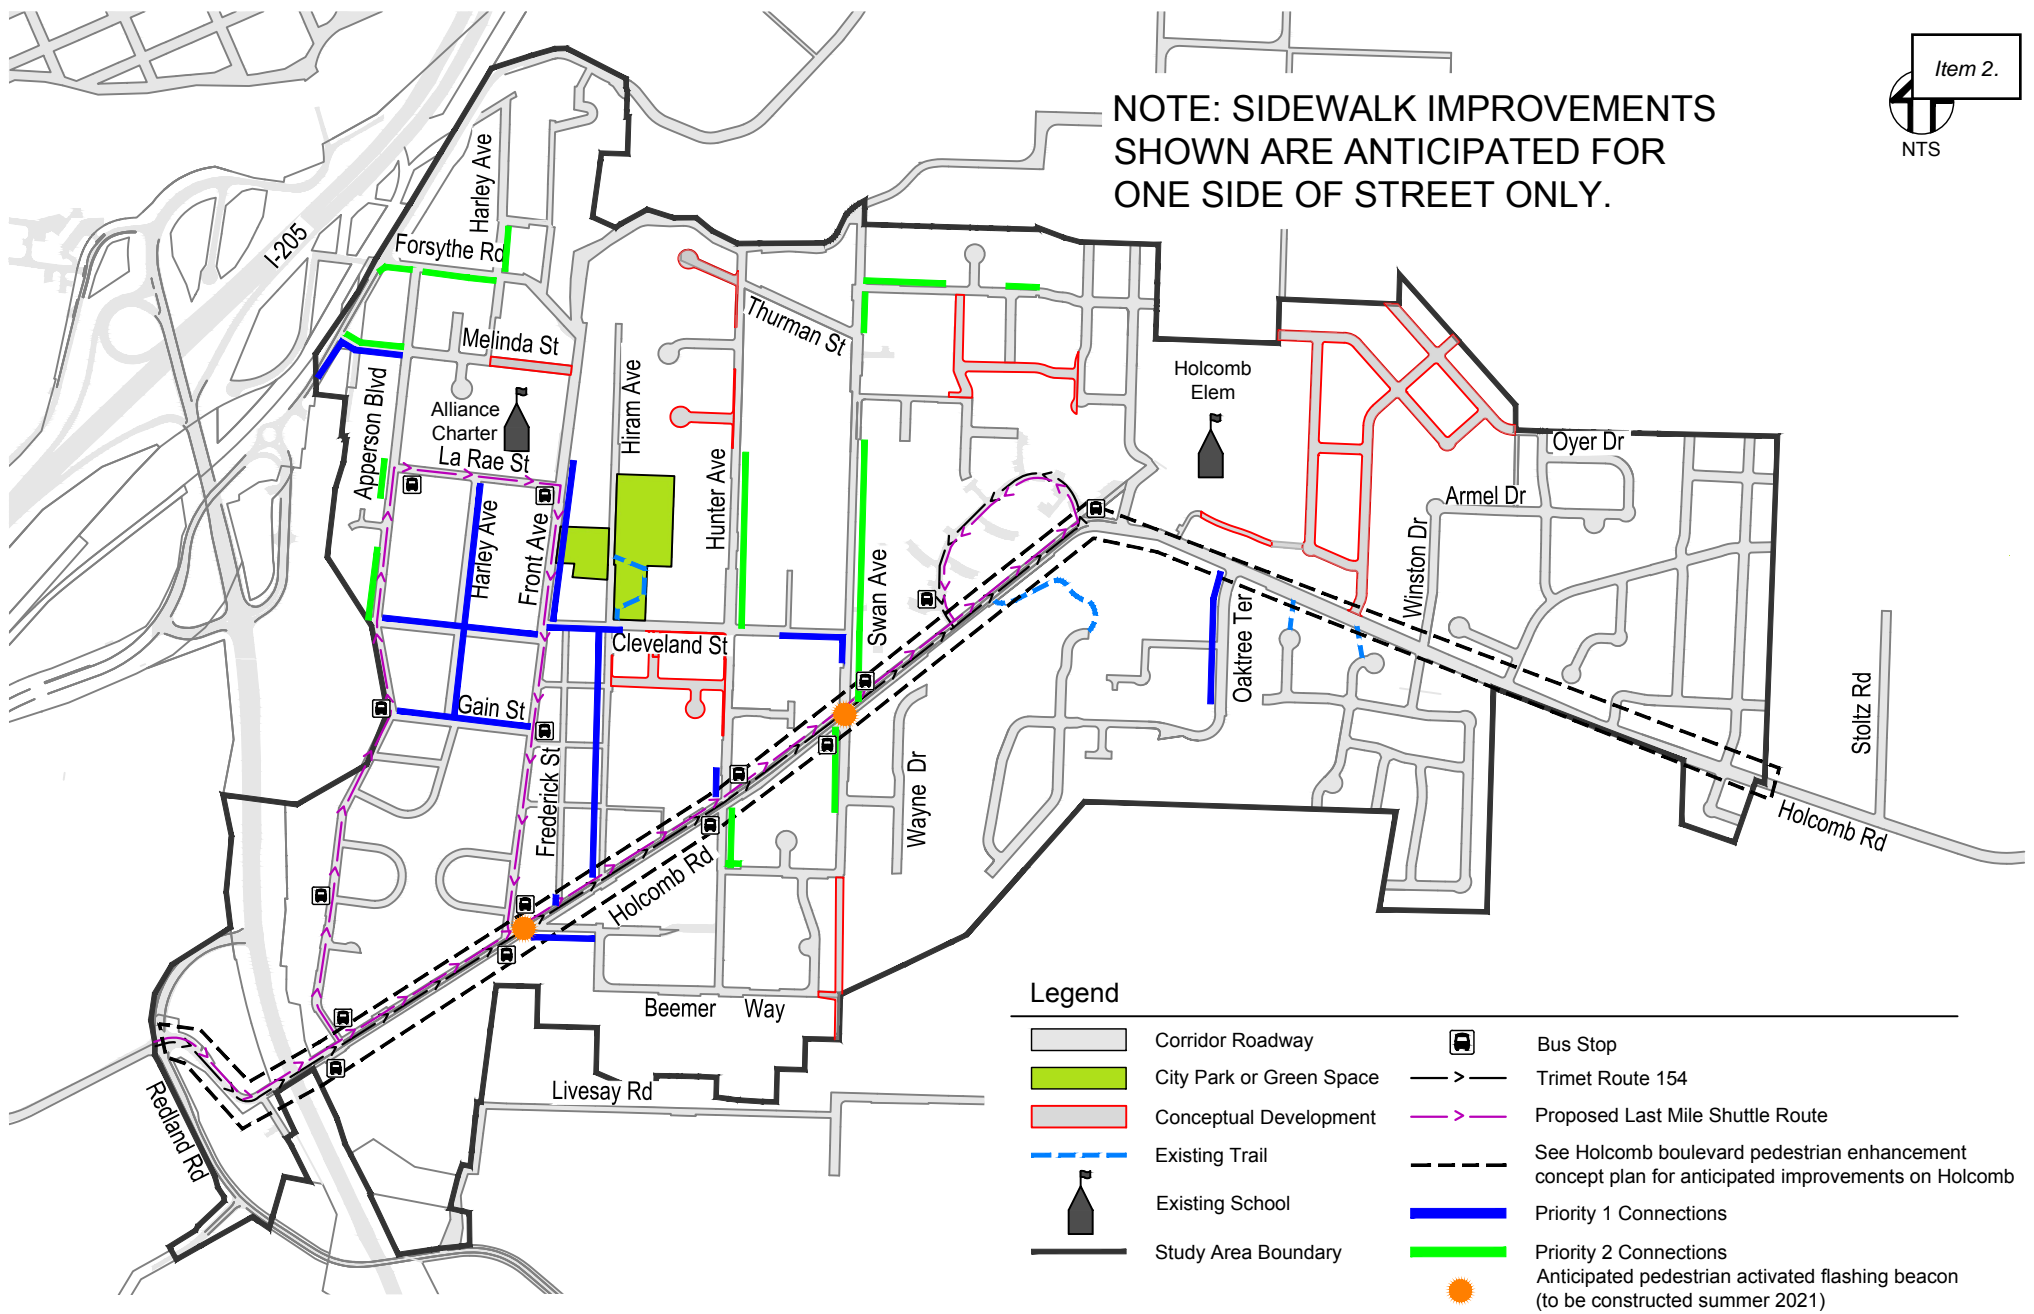 Item 2.
NTS
NOTE: SIDEWALK IMPROVEMENTS
SHOWN ARE ANTICIPATED FOR
ONE SIDE OF STREET ONLY.
I-205
Harley Ave
Forsythe Rd
Melinda St
Thurman St
Hiram Ave
Apperson Blvd
Alliance
Charter
La Rae St
Holcomb
Elem
Oyer Dr
Armel Dr
Hunter Ave
Harley Ave
Front Ave
Swan Ave
Winston Dr
Cleveland St
Oaktree Ter
Gain St
Frederick St
Wayne Dr
Stoltz Rd
Holcomb Rd
Holcomb Rd
Beemer Way
Livesay Rd
Redland Rd
Legend
Corridor Roadway
City Park or Green Space
Conceptual Development
Existing Trail
Existing School
Study Area Boundary
Bus Stop
Trimet Route 154
Proposed Last Mile Shuttle Route
See Holcomb boulevard pedestrian enhancement
concept plan for anticipated improvements on Holcomb
Priority 1 Connections
Priority 2 Connections
Anticipated pedestrian activated flashing beacon
(to be constructed summer 2021)